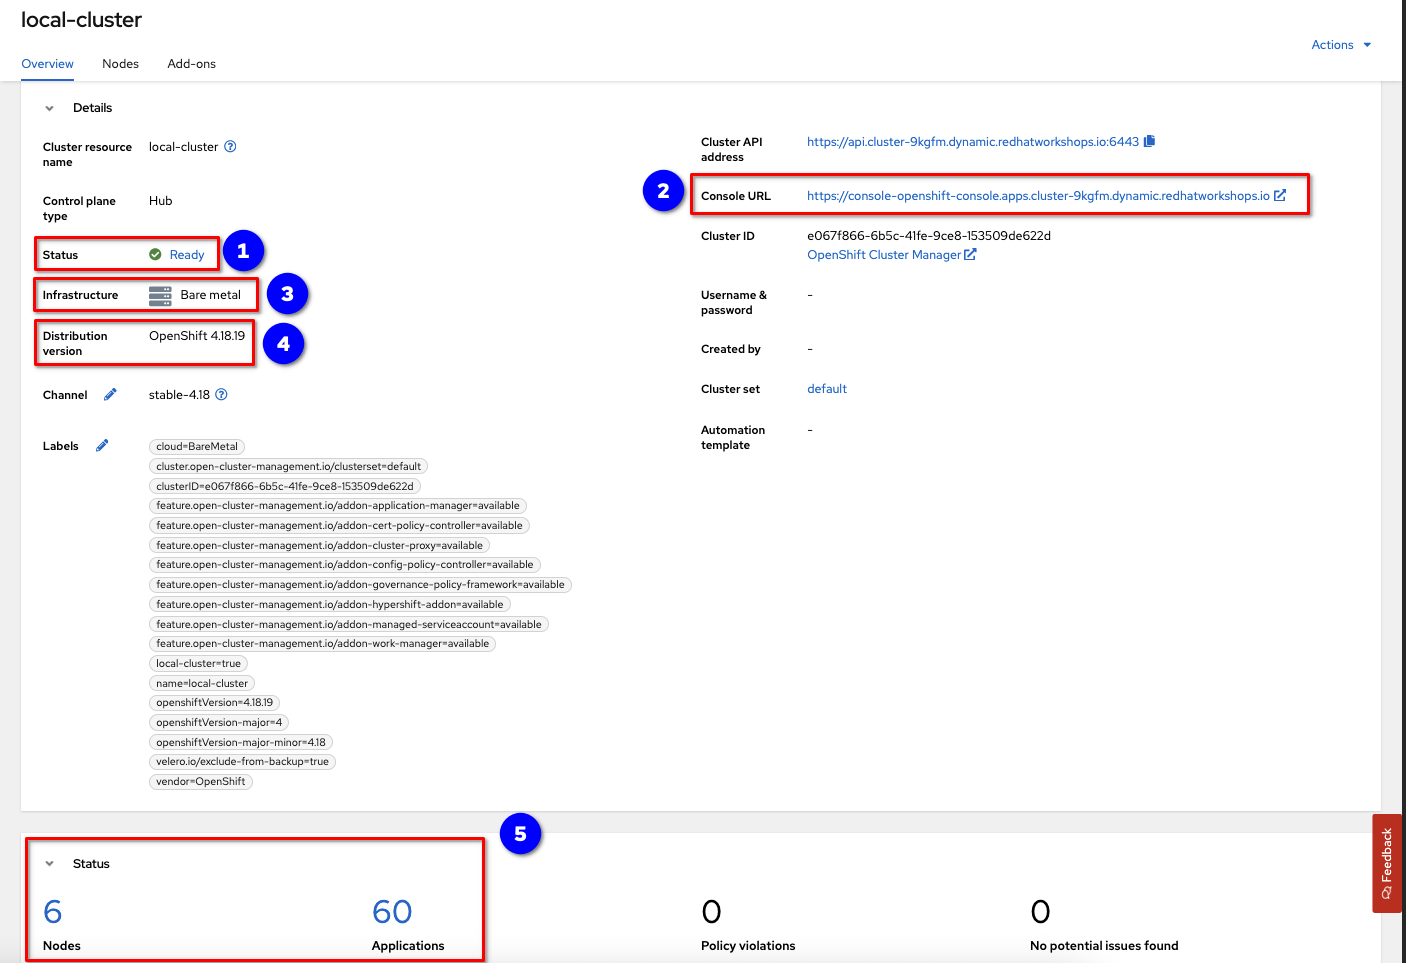 local-cluster
Actions
Overview
Nodes
Add-ons
Details
Cluster resource name
local-cluster
Control plane type
Hub
Status
Ready
1
Infrastructure
Bare metal
3
Distribution version
OpenShift 4.18.19
4
Channel
stable-4.18
Labels
cloud=BareMetal
cluster.open-cluster-management.io/clusterset=default
clusterID=e067f866-6b5c-41fe-9ce8-153509de622d
feature.open-cluster-management.io/addon-application-manager=available
feature.open-cluster-management.io/addon-cert-policy-controller=available
feature.open-cluster-management.io/addon-cluster-proxy=available
feature.open-cluster-management.io/addon-config-policy-controller=available
feature.open-cluster-management.io/addon-governance-policy-framework=available
feature.open-cluster-management.io/addon-hypershift-addon=available
feature.open-cluster-management.io/addon-managed-serviceaccount=available
feature.open-cluster-management.io/addon-work-manager=available
local-cluster=true
name=local-cluster
openshiftVersion=4.18.19
openshiftVersion-major=4
openshiftVersion-major-minor=4.18
velero.io/exclude-from-backup=true
vendor=OpenShift
Cluster API address
https://api.cluster-9kgfm.dynamic.redhatworkshops.io:6443
2
Console URL
https://console-openshift-console.apps.cluster-9kgfm.dynamic.redhatworkshops.io
Cluster ID
e067f866-6b5c-41fe-9ce8-153509de622d
OpenShift Cluster Manager
Username & password
-
Created by
-
Cluster set
default
Automation template
-
5
Status
6
Nodes
60
Applications
0
Policy violations
0
No potential issues found
Feedback